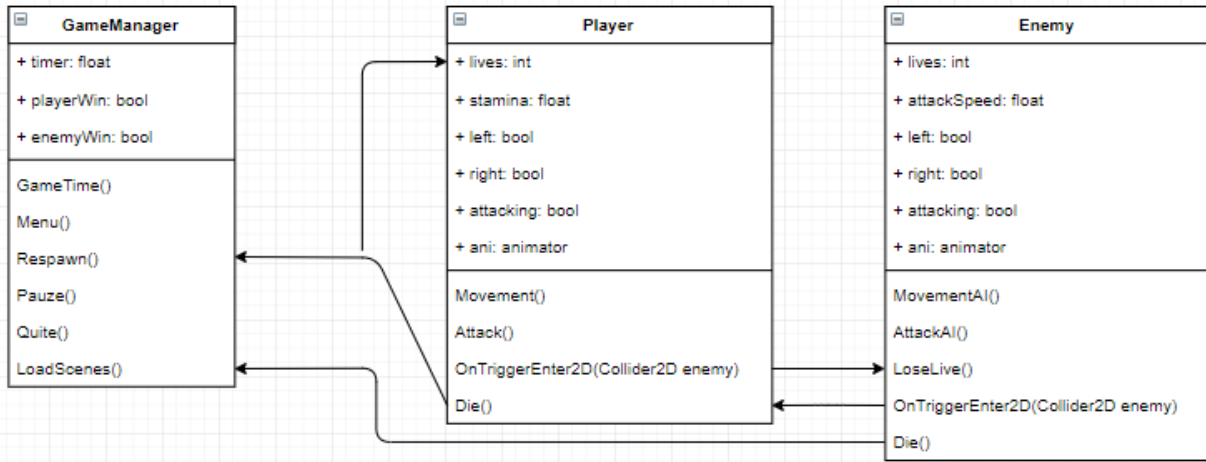 GameManager
+ timer: float
+ playerWin: bool
+ enemyWin: bool
GameTime()
Menu()
Respawn()
Pauze()
Quite()
LoadScenes()
Player
+ lives: int
+ stamina: float
+ left: bool
+ right: bool
+ attacking: bool
+ ani: animator
Movement()
Attack()
OnTriggerEnter2D(Collider2D enemy)
Die()
Enemy
+ lives: int
+ attackSpeed: float
+ left: bool
+ right: bool
+ attacking: bool
+ ani: animator
MovementAI()
AttackAI()
LoseLive()
OnTriggerEnter2D(Collider2D enemy)
Die()